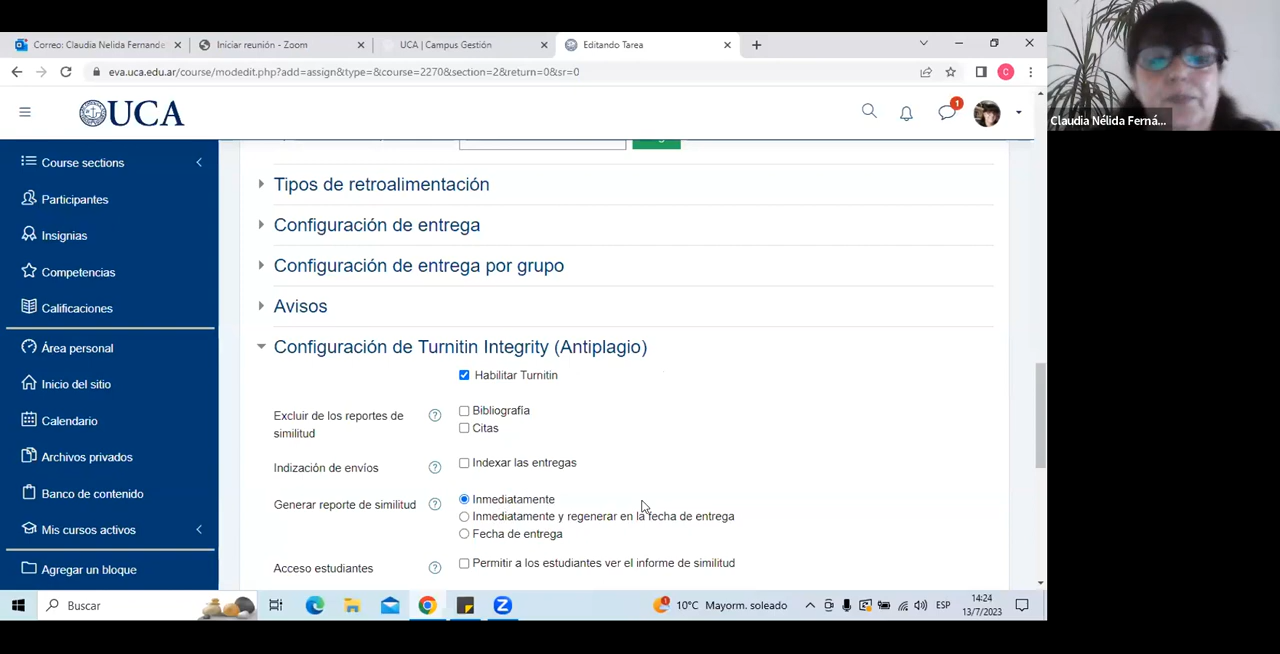 Correo: Claudia Nelida Fernande
Iniciar reunión - Zoom
UCA | Campus Gestión
Editando Tarea
eva.uca.edu.ar/course/modedit.php?add=assign&type=&course=2270&section=2&return=0&sr=0
C
UCA
1
Claudia Nélida Ferná...
Course sections
Participantes
Insignias
Competencias
Calificaciones
Área personal
Inicio del sitio
Calendario
Archivos privados
Banco de contenido
Mis cursos activos
Agregar un bloque
Tipos de retroalimentación
Configuración de entrega
Configuración de entrega por grupo
Avisos
Configuración de Turnitin Integrity (Antiplagio)
Habilitar Turnitin
Excluir de los reportes de
similitud
Bibliografía
Citas
Indización de envíos
Indexar las entregas
Generar reporte de similitud
Inmediatamente
Inmediatamente y regenerar en la fecha de entrega
Fecha de entrega
Acceso estudiantes
Permitir a los estudiantes ver el informe de similitud
Buscar
10°C Mayorm. soleado
ESP
14:24
13/7/2023